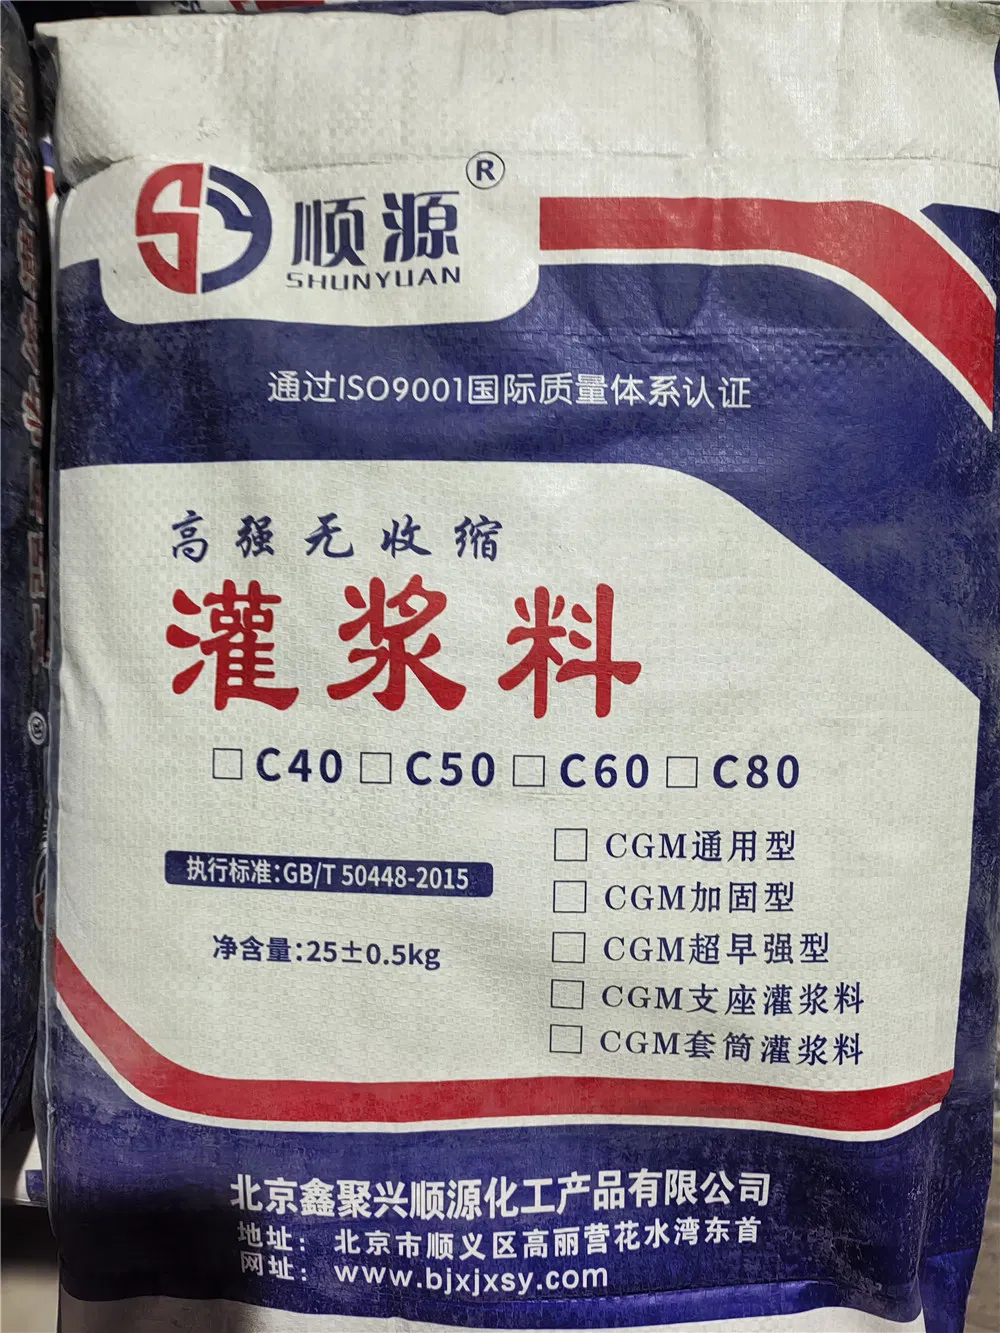 顺源®
SHUNYUAN
通过ISO9001国际质量体系认证
高强无收缩
灌浆料
□C40 □C50 □C60 □C80
□ CGM通用型
执行标准:GB/T 50448-2015
□ CGM加固型
净含量:25±0.5kg
□ CGM超早强型
□ CGM支座灌浆料
□ CGM套筒灌浆料
北京鑫聚兴顺源化工产品有限公司
地址：北京市顺义区高丽营花水湾东首
网址：www.bjxjxsy.com